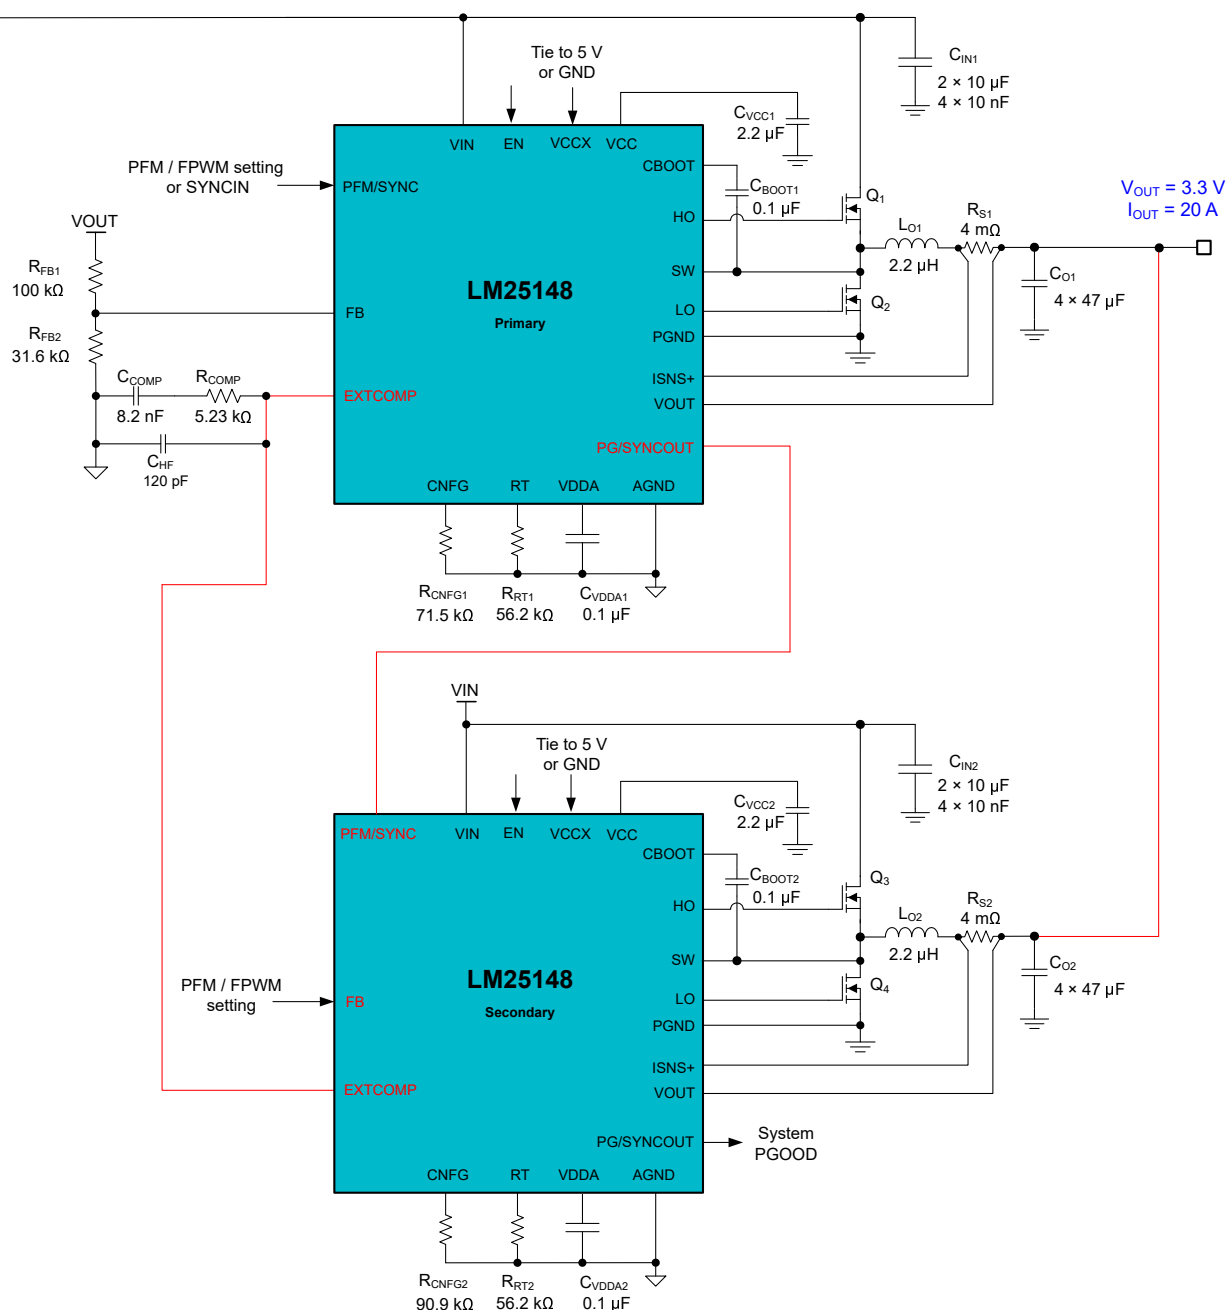 Tie to 5 V
or GND
CIN1
2 × 10 µF
4 × 10 nF
CVCC1
2.2 µF
VIN
EN
VCCX
VCC
CBOOT
PFM / FPWM setting
or SYNCIN
PFM/SYNC
CBOOT1
0.1 µF
Q1
VOUT = 3.3 V
IOUT = 20 A
VOUT
HO
LO1
2.2 µH
RS1
4 mΩ
RFB1
100 kΩ
SW
CO1
4 × 47 µF
LM25148
Primary
FB
LO
Q2
RFB2
31.6 kΩ
PGND
CCOMP
8.2 nF
RCOMP
5.23 kΩ
EXTCOMP
ISNS+
VOUT
PG/SYNCOUT
CHF
120 pF
CNFG
RT
VDDA
AGND
RCNFG1
71.5 kΩ
RRT1
56.2 kΩ
CVDDA1
0.1 µF
VIN
Tie to 5 V
or GND
CIN2
2 × 10 µF
4 × 10 nF
CVCC2
2.2 µF
PFM/SYNC
VIN
EN
VCCX
VCC
CBOOT
CBOOT2
0.1 µF
Q3
HO
LO2
2.2 µH
RS2
4 mΩ
SW
CO2
4 × 47 µF
LM25148
Secondary
PFM / FPWM
setting
FB
LO
Q4
PGND
ISNS+
EXTCOMP
VOUT
PG/SYNCOUT
System
PGOOD
CNFG
RT
VDDA
AGND
RCNFG2
90.9 kΩ
RRT2
56.2 kΩ
CVDDA2
0.1 µF